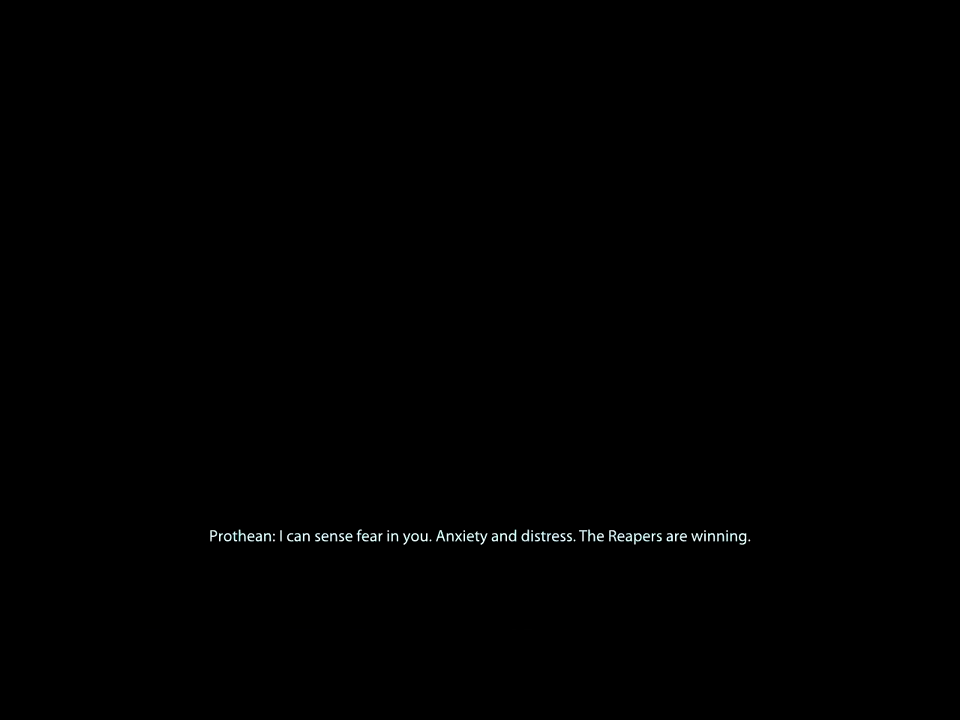 Prothean: I can sense fear in you. Anxiety and distress. The Reapers are winning.